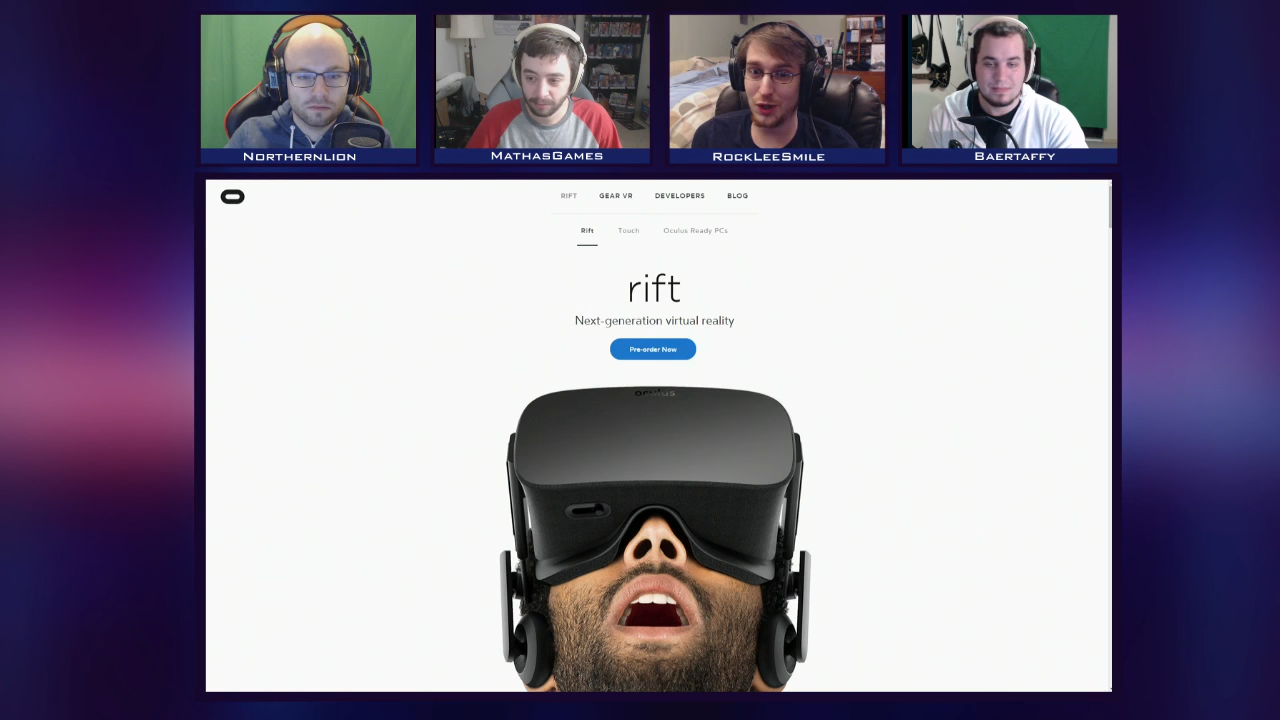 Northernlion
MathasGames
RockLeeSmile
Baertaffy
RIFT GEAR VR DEVELOPERS BLOG
Rift Touch Oculus Ready PCs
rift
Next-generation virtual reality
Pre-order Now
oculus